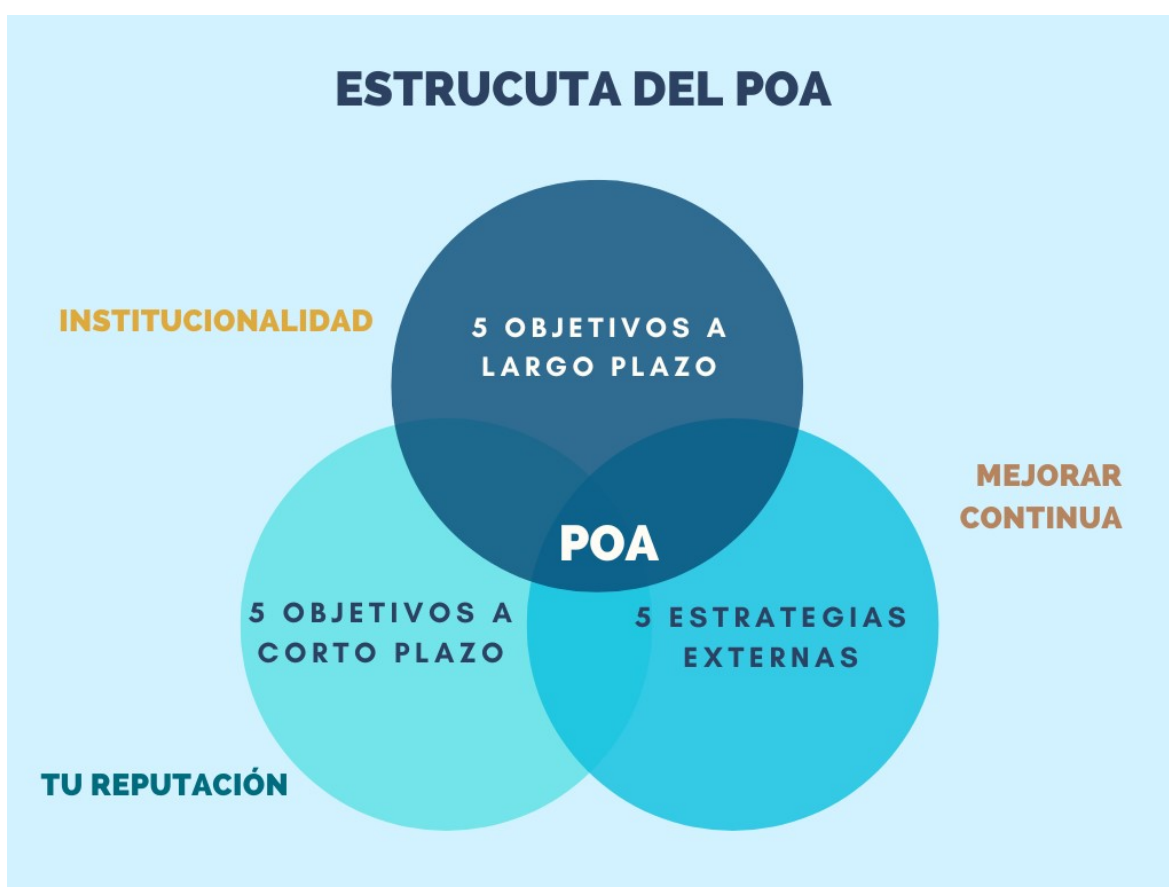 ESTRUCUTA DEL POA
INSTITUCIONALIDAD
5 OBJETIVOS A
LARGO PLAZO
MEJORAR
CONTINUA
POA
5 OBJETIVOS A
CORTO PLAZO
5 ESTRATEGIAS
EXTERNAS
TU REPUTACIÓN